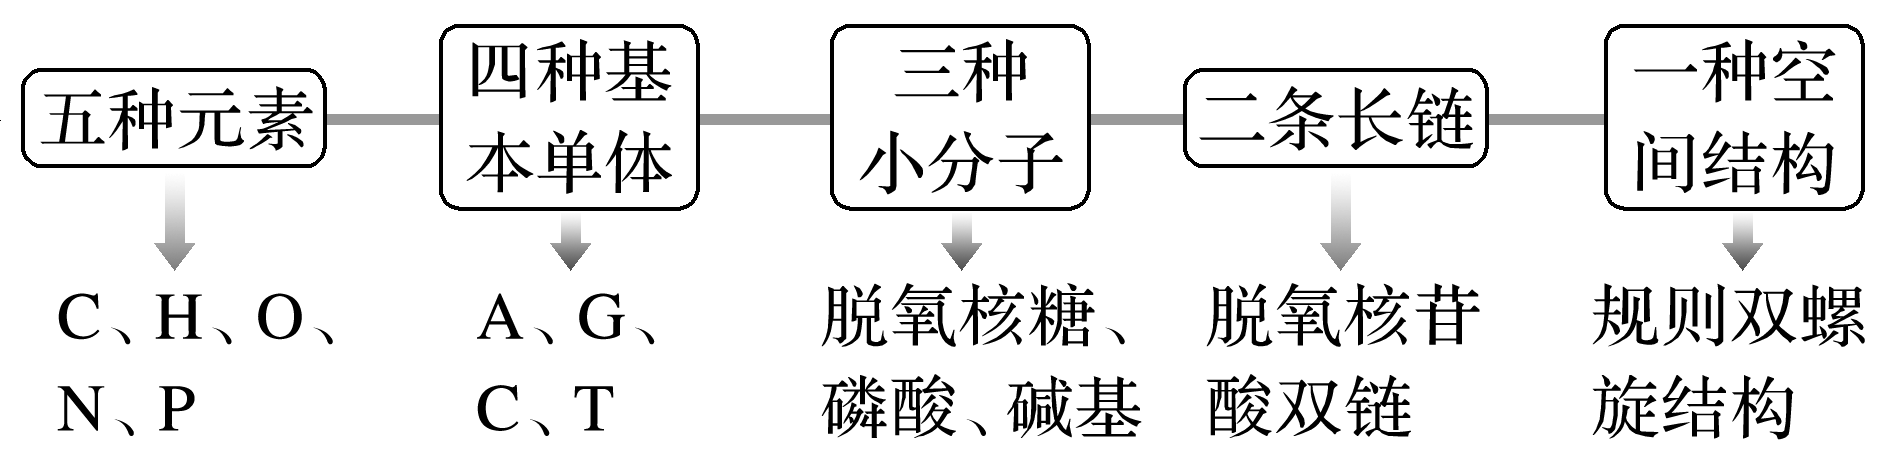 五种元素
四种基
本单体
三种
小分子
二条长链
一种空
间结构
C、H、O、
N、P
A、G、
C、T
脱氧核糖、
磷酸、碱基
脱氧核苷
酸双链
规则双螺
旋结构